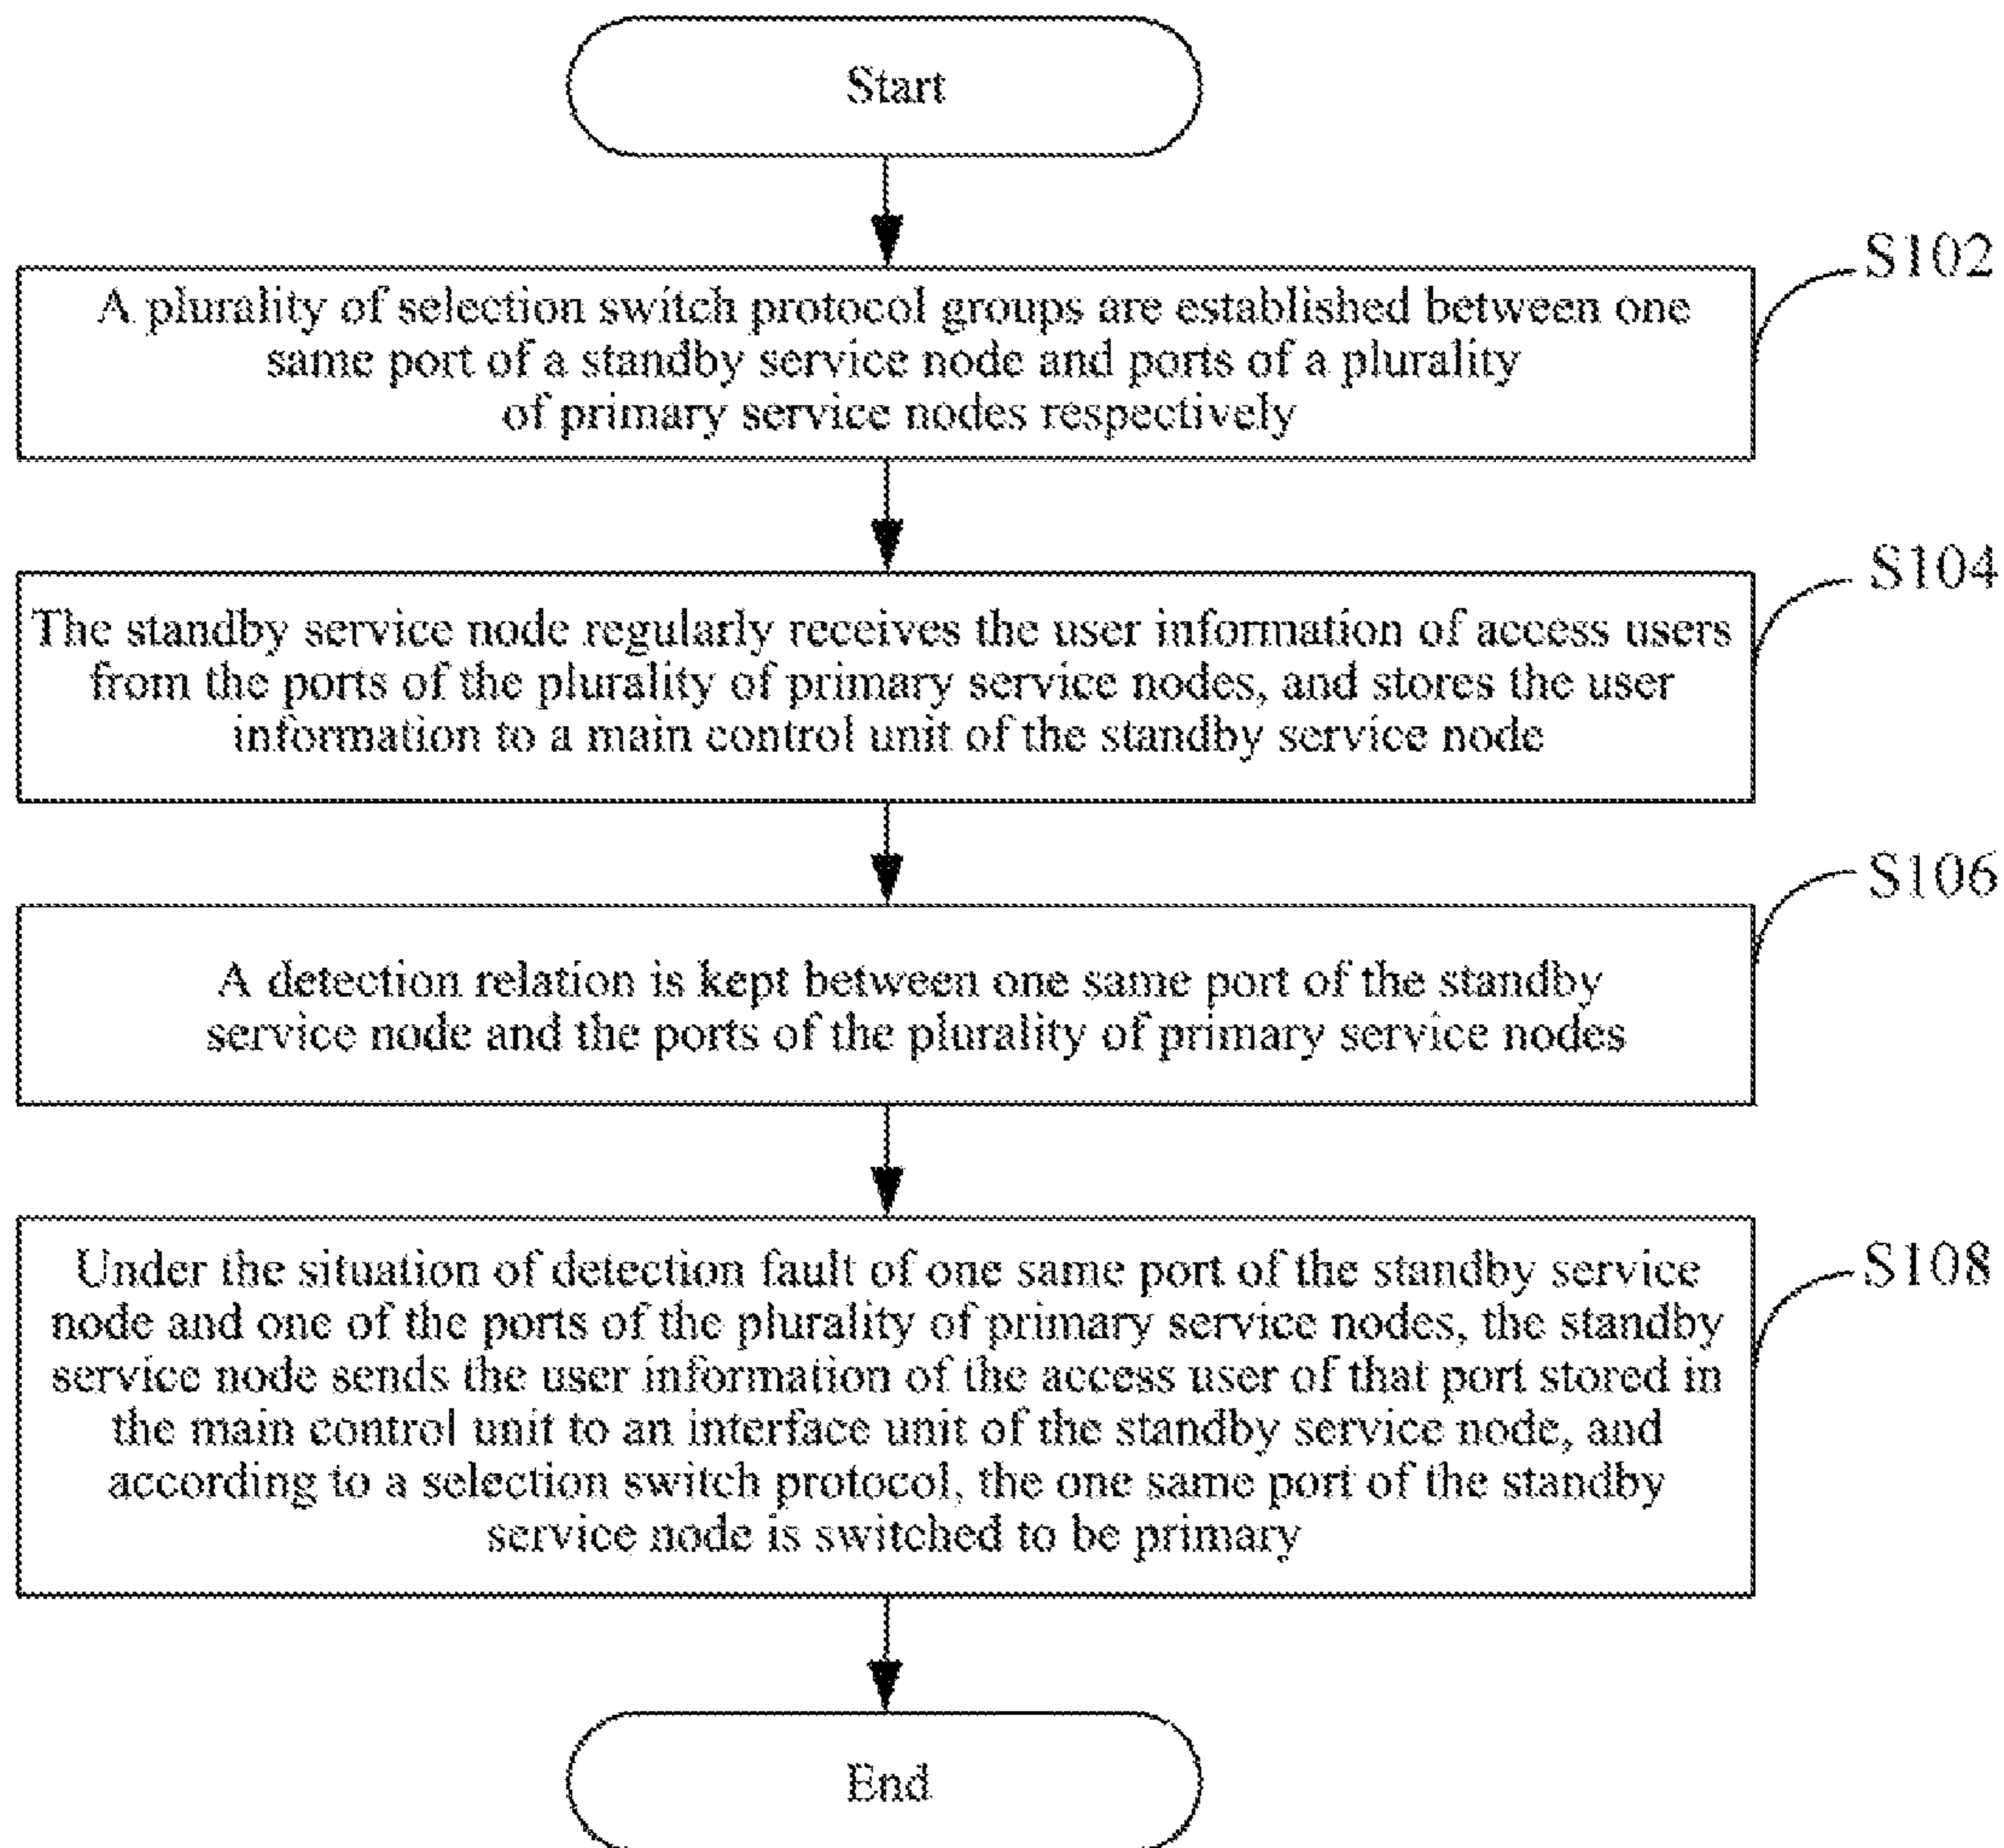 Start
S102
A plurality of selection switch protocol groups are established between one
same port of a standby service node and ports of a plurality
of primary service nodes respectively
S104
The standby service node regularly receives the user information of access users
from the ports of the plurality of primary service nodes, and stores the user
information to a main control unit of the standby service node
S106
A detection relation is kept between one same port of the standby
service node and the ports of the plurality of primary service nodes
S108
Under the situation of detection fault of one same port of the standby service
node and one of the ports of the plurality of primary service nodes, the standby
service node sends the user information of the access user of that port stored in
the main control unit to an interface unit of the standby service node, and
according to a selection switch protocol, the one same port of the standby
service node is switched to be primary
End